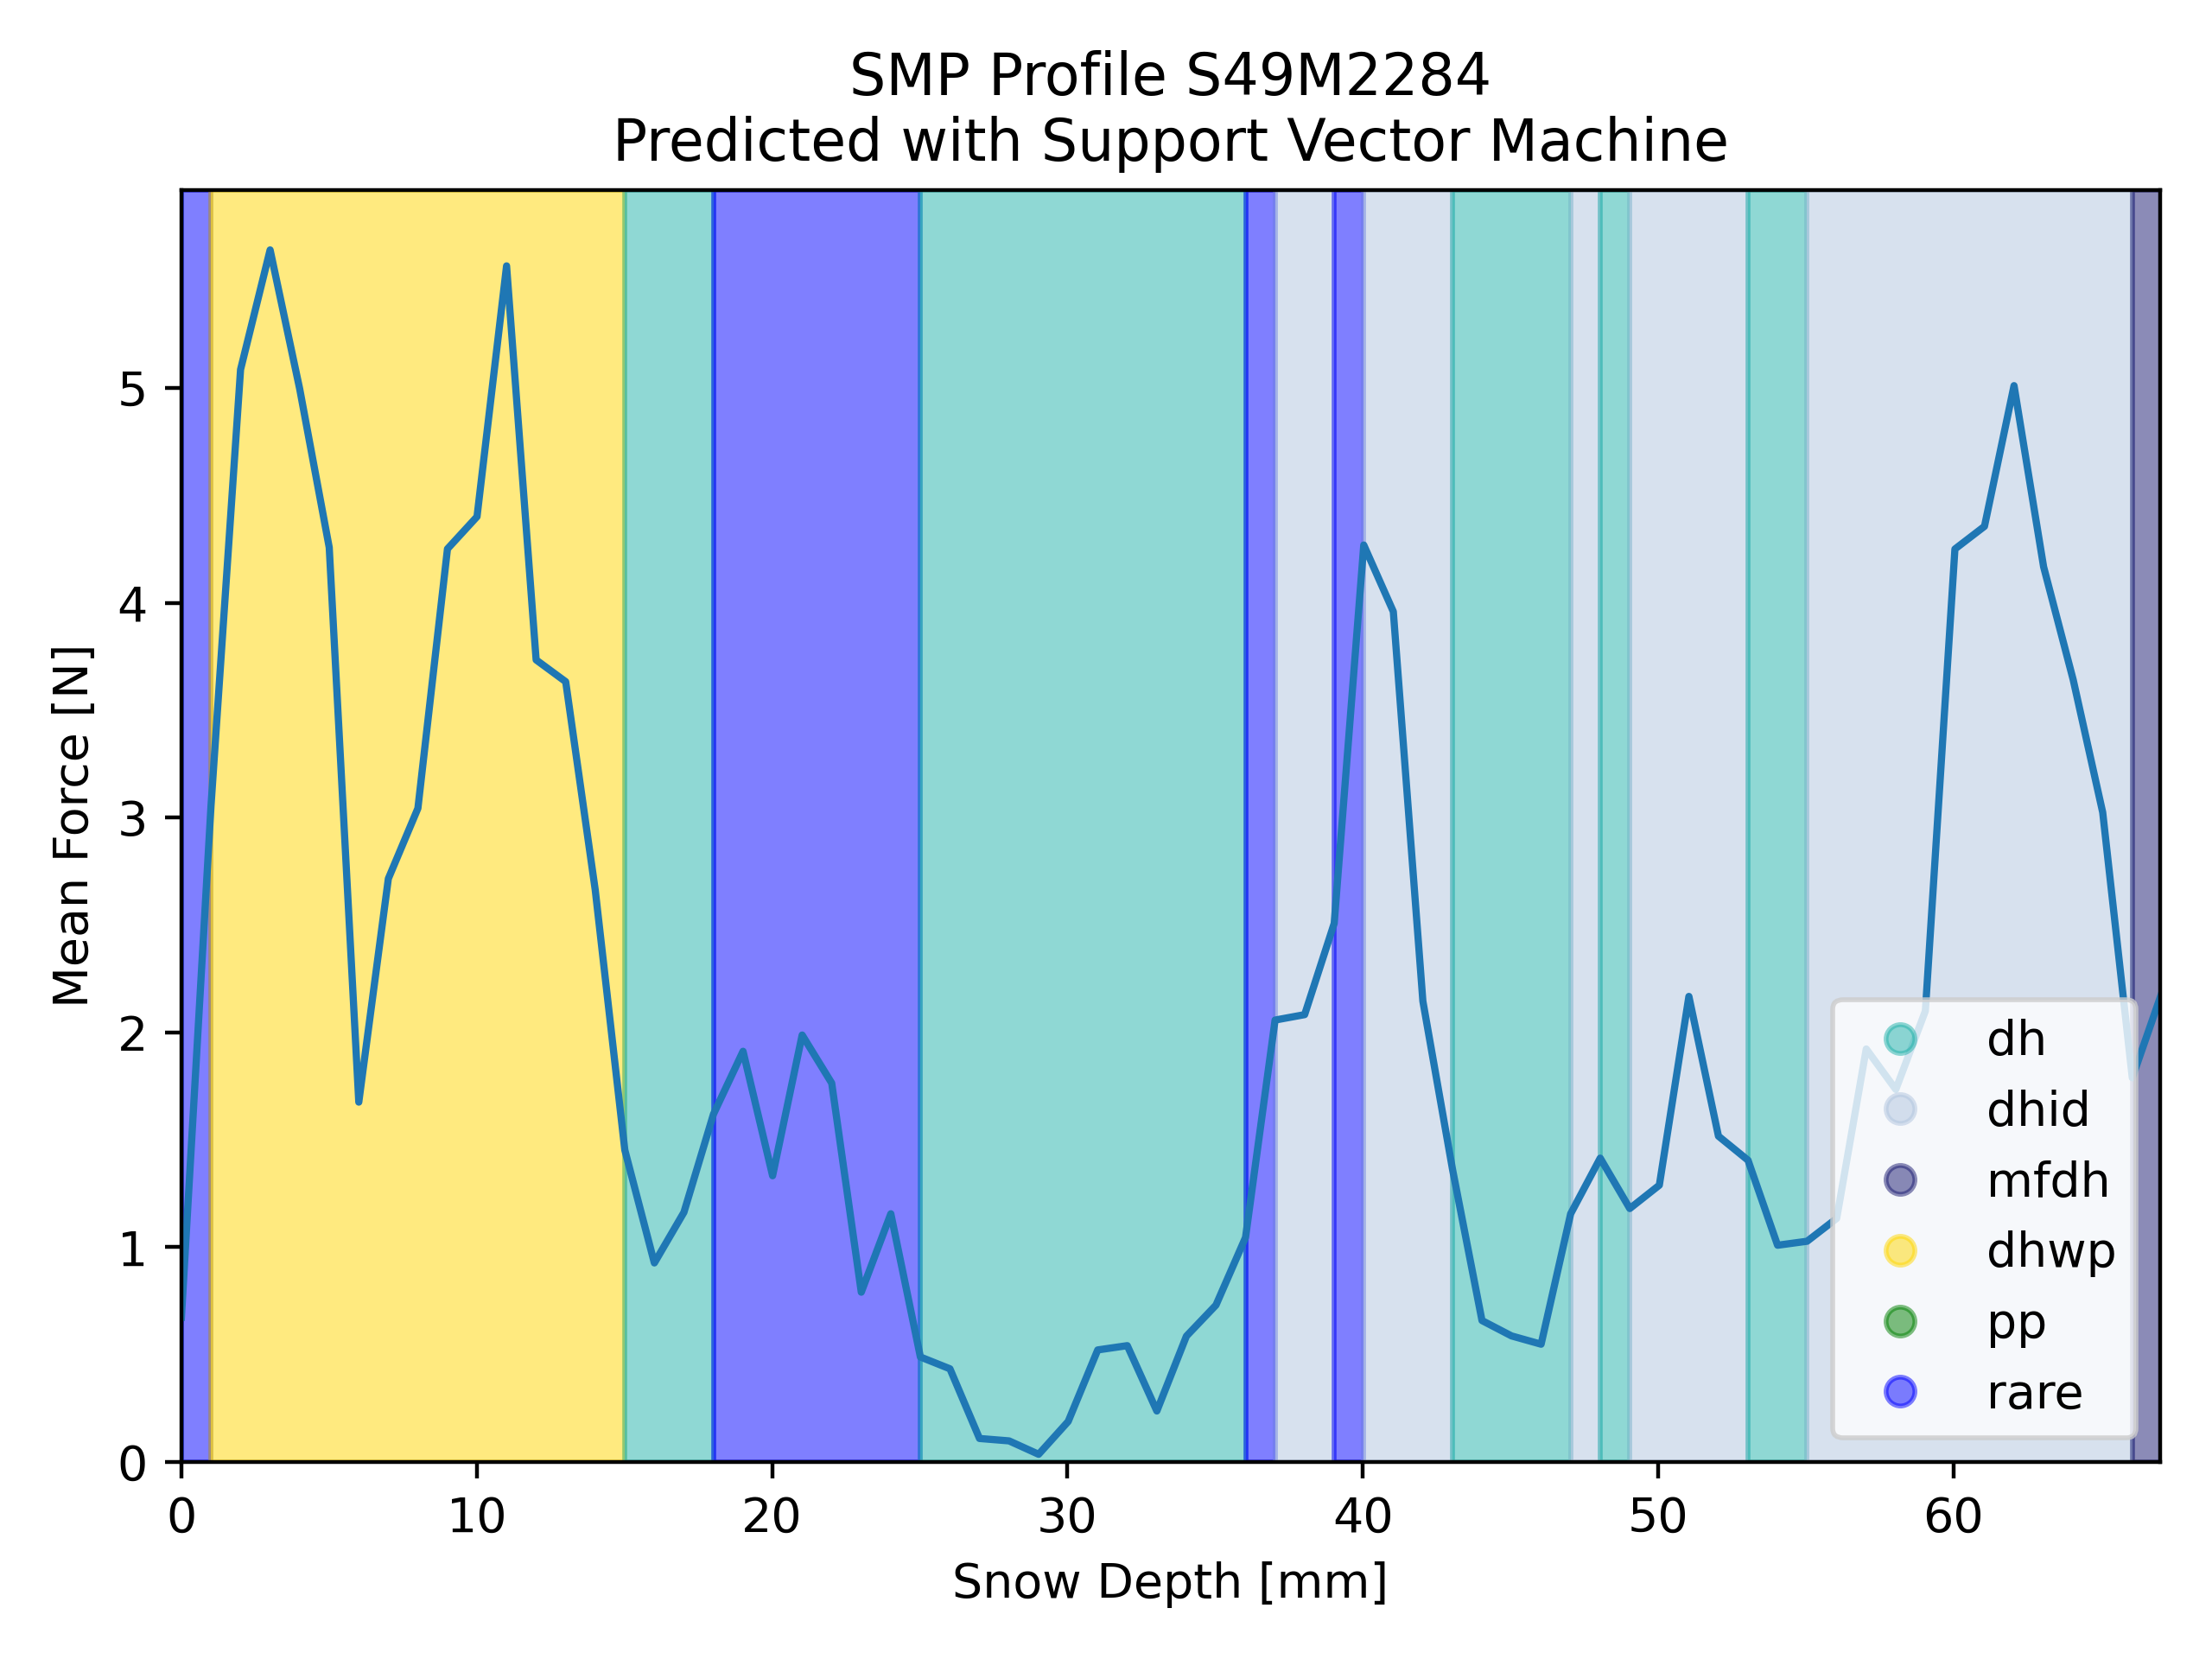 SMP Profile S49M2284
Predicted with Support Vector Machine
Mean Force [N]
5
4
3
2
1
0
0 10 20 30 40 50 60
Snow Depth [mm]
dh
dhid
mfdh
dhwp
pp
rare